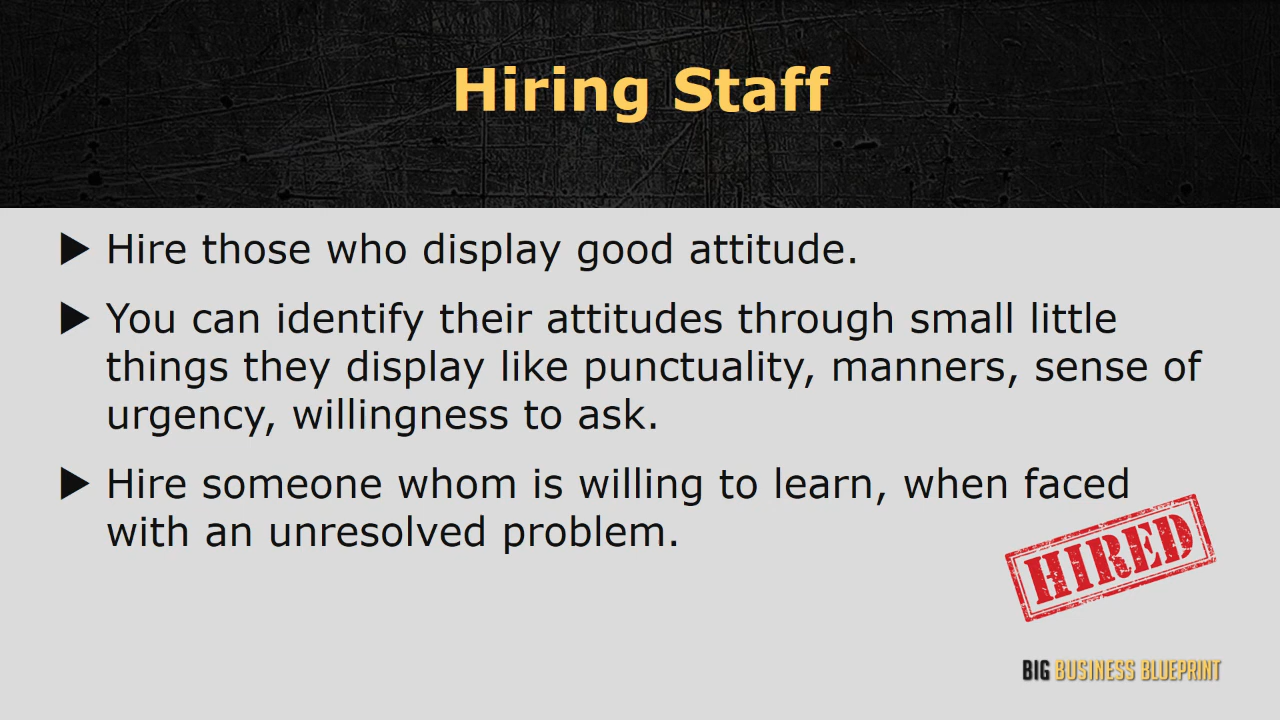 Hiring Staff
▶ Hire those who display good attitude.
▶ You can identify their attitudes through small little
things they display like punctuality, manners, sense of
urgency, willingness to ask.
▶ Hire someone whom is willing to learn, when faced
with an unresolved problem.
HIRED
BIG BUSINESS BLUEPRINT